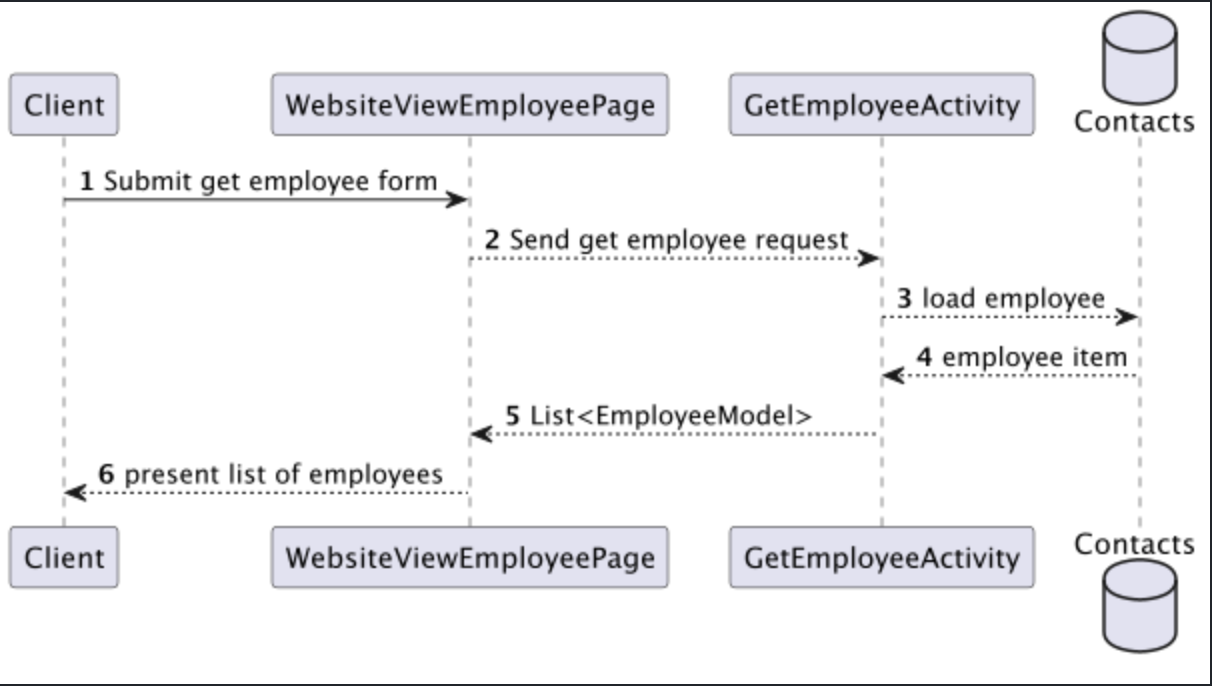 Contacts
Client
WebsiteViewEmployeePage
GetEmployeeActivity
1 Submit get employee form
2 Send get employee request
3 load employee
4 employee item
5 List<EmployeeModel>
6 present list of employees
Client
WebsiteViewEmployeePage
GetEmployeeActivity
Contacts